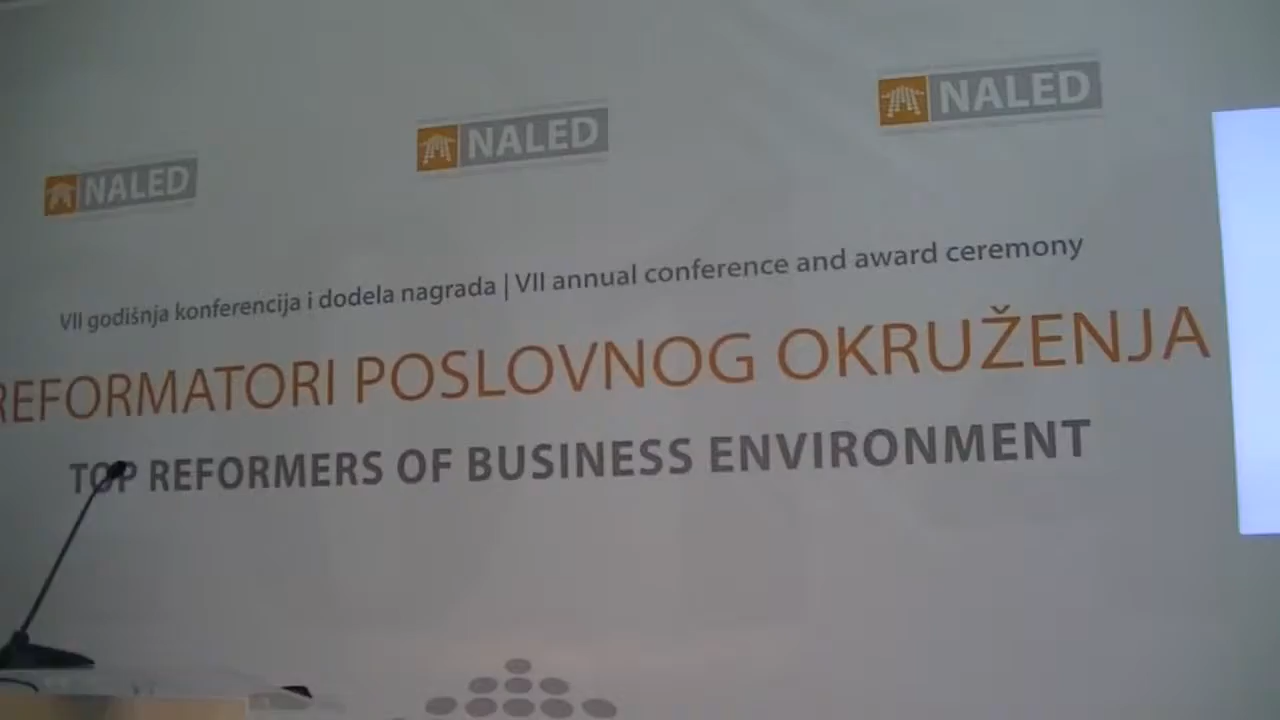 NALED
NALED
NALED
VII godišnja konferencija i dodela nagrada | VII annual conference and award ceremony
REFORMATORI POSLOVNOG OKRUŽENJA
TOP REFORMERS OF BUSINESS ENVIRONMENT